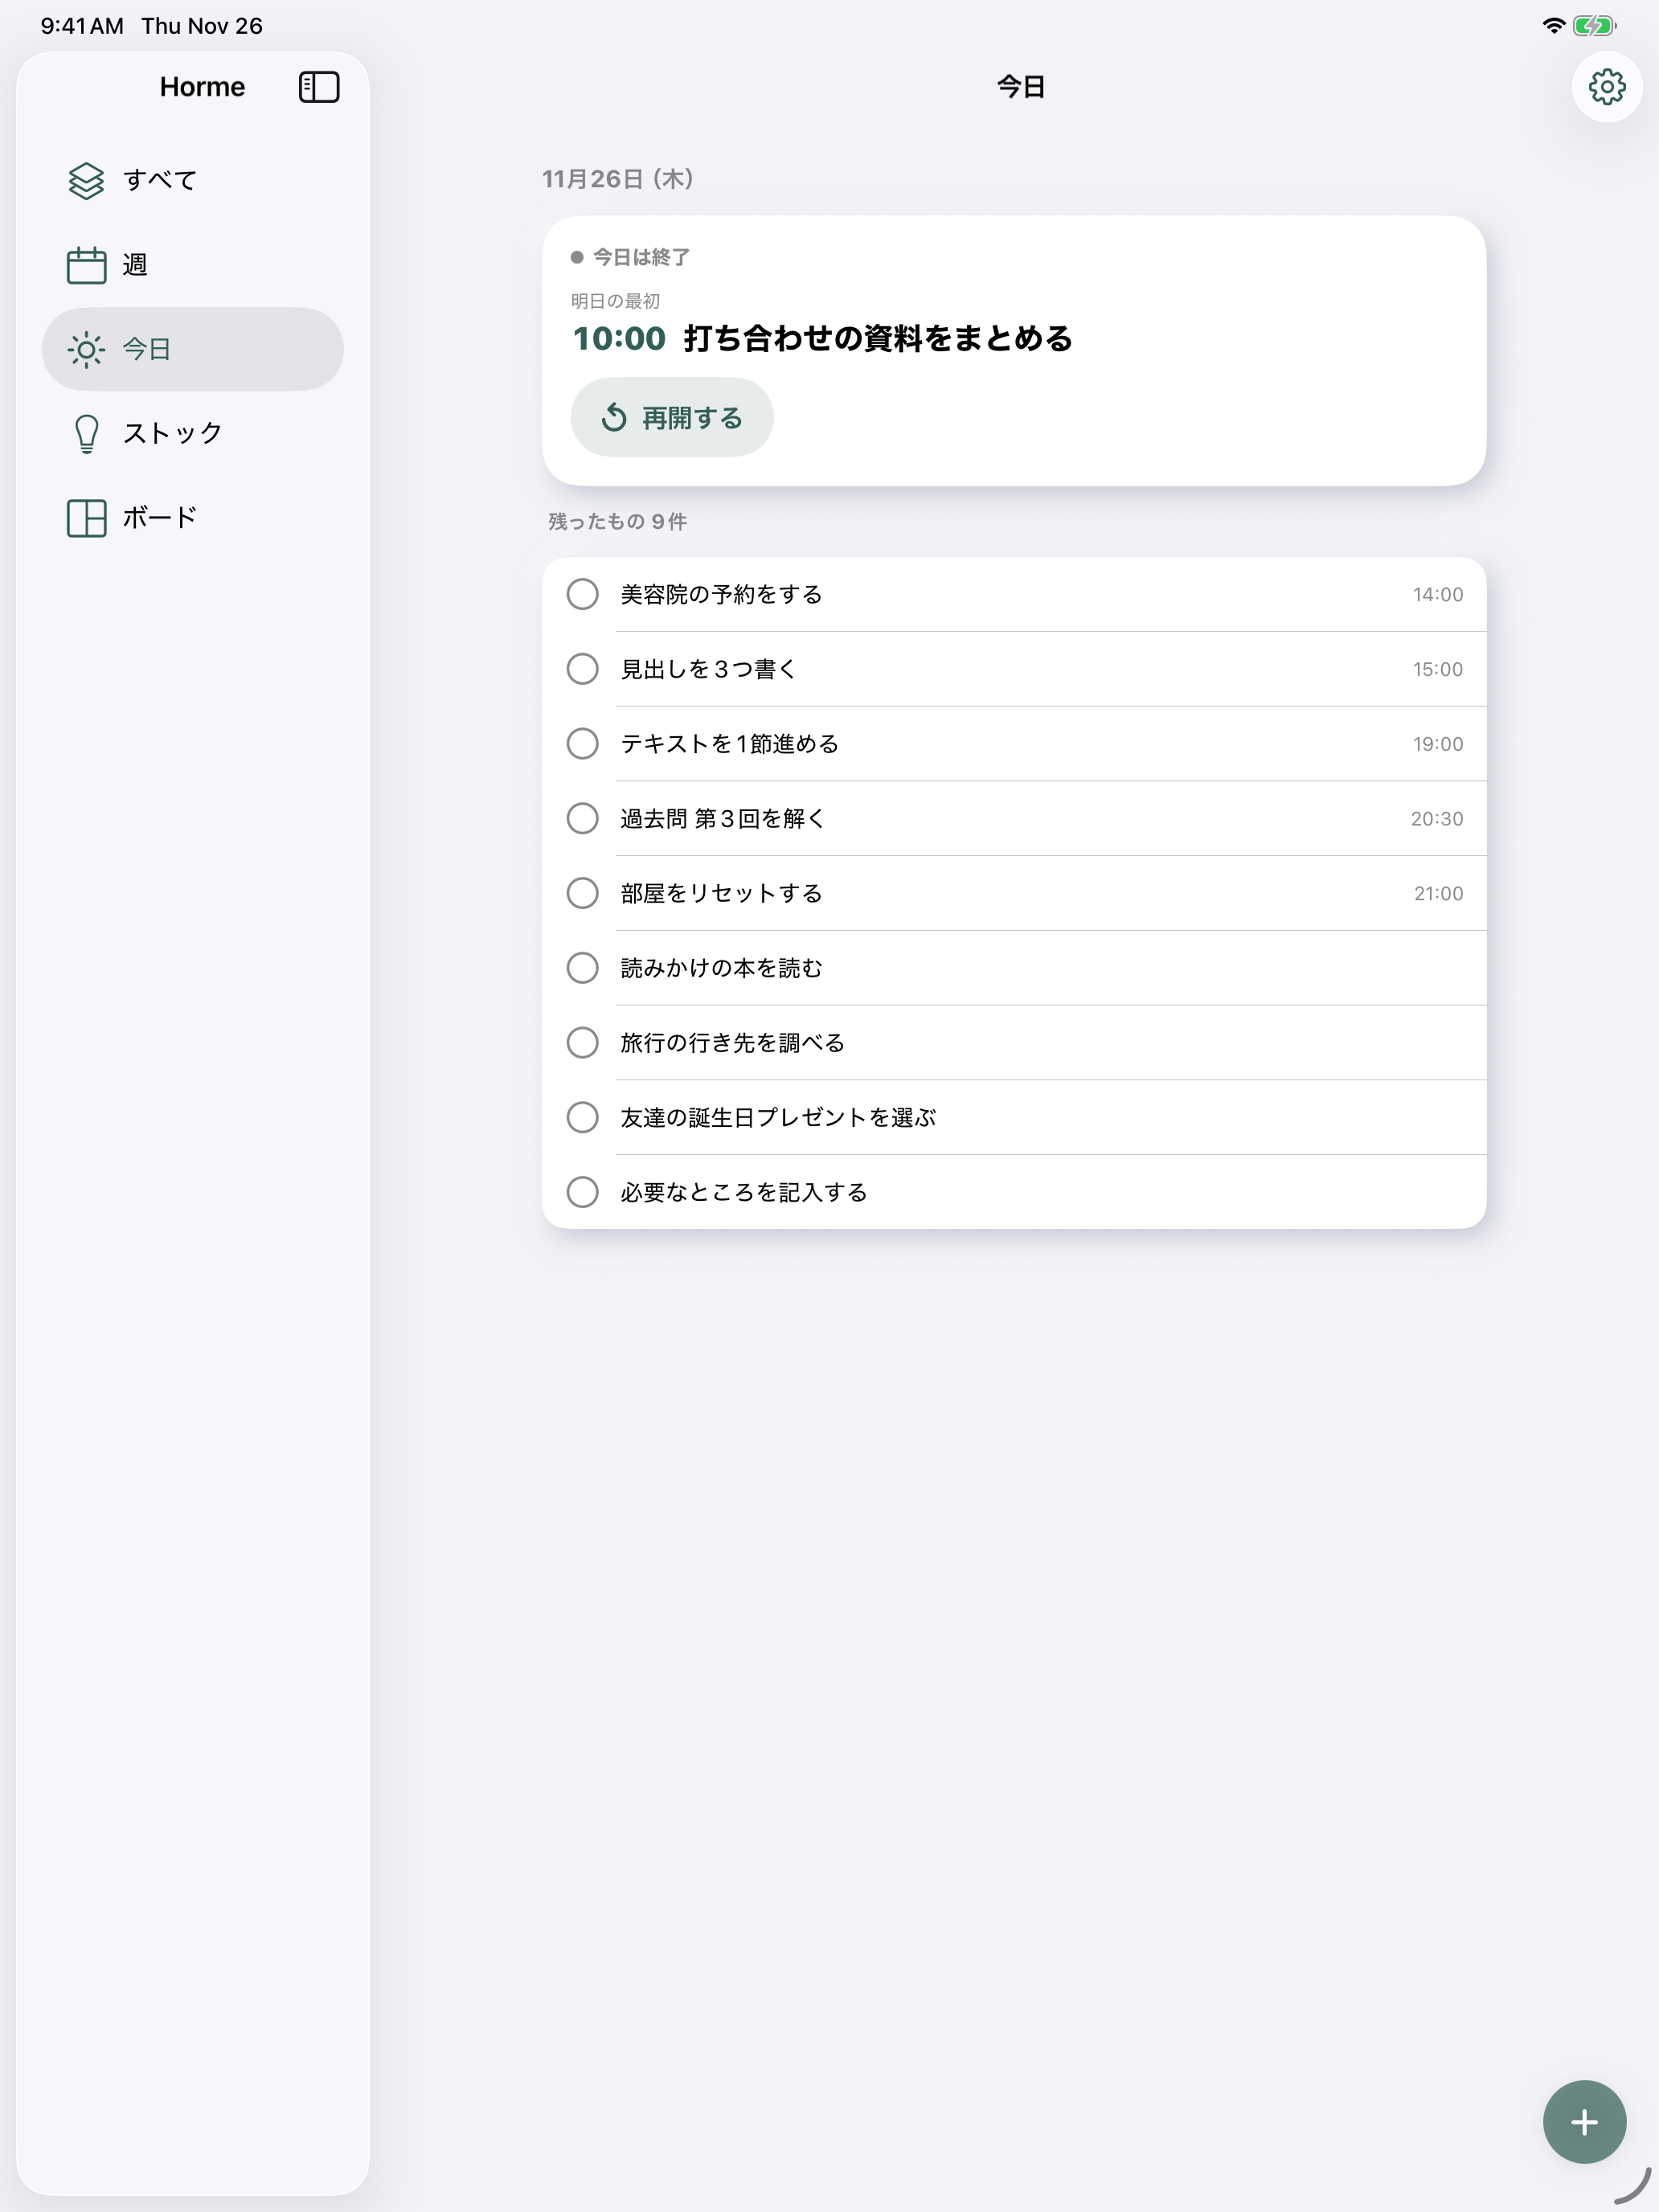 9:41 AM Thu Nov 26
Horme
今日
すべて
週
今日
ストック
ボード
11月26日（木）
今日は終了
明日の最初
10:00 打ち合わせの資料をまとめる
再開する
残ったもの 9件
美容院の予約をする 14:00
見出しを3つ書く 15:00
テキストを1節進める 19:00
過去問 第3回を解く 20:30
部屋をリセットする 21:00
読みかけの本を読む
旅行の行き先を調べる
友達の誕生日プレゼントを選ぶ
必要なところを記入する